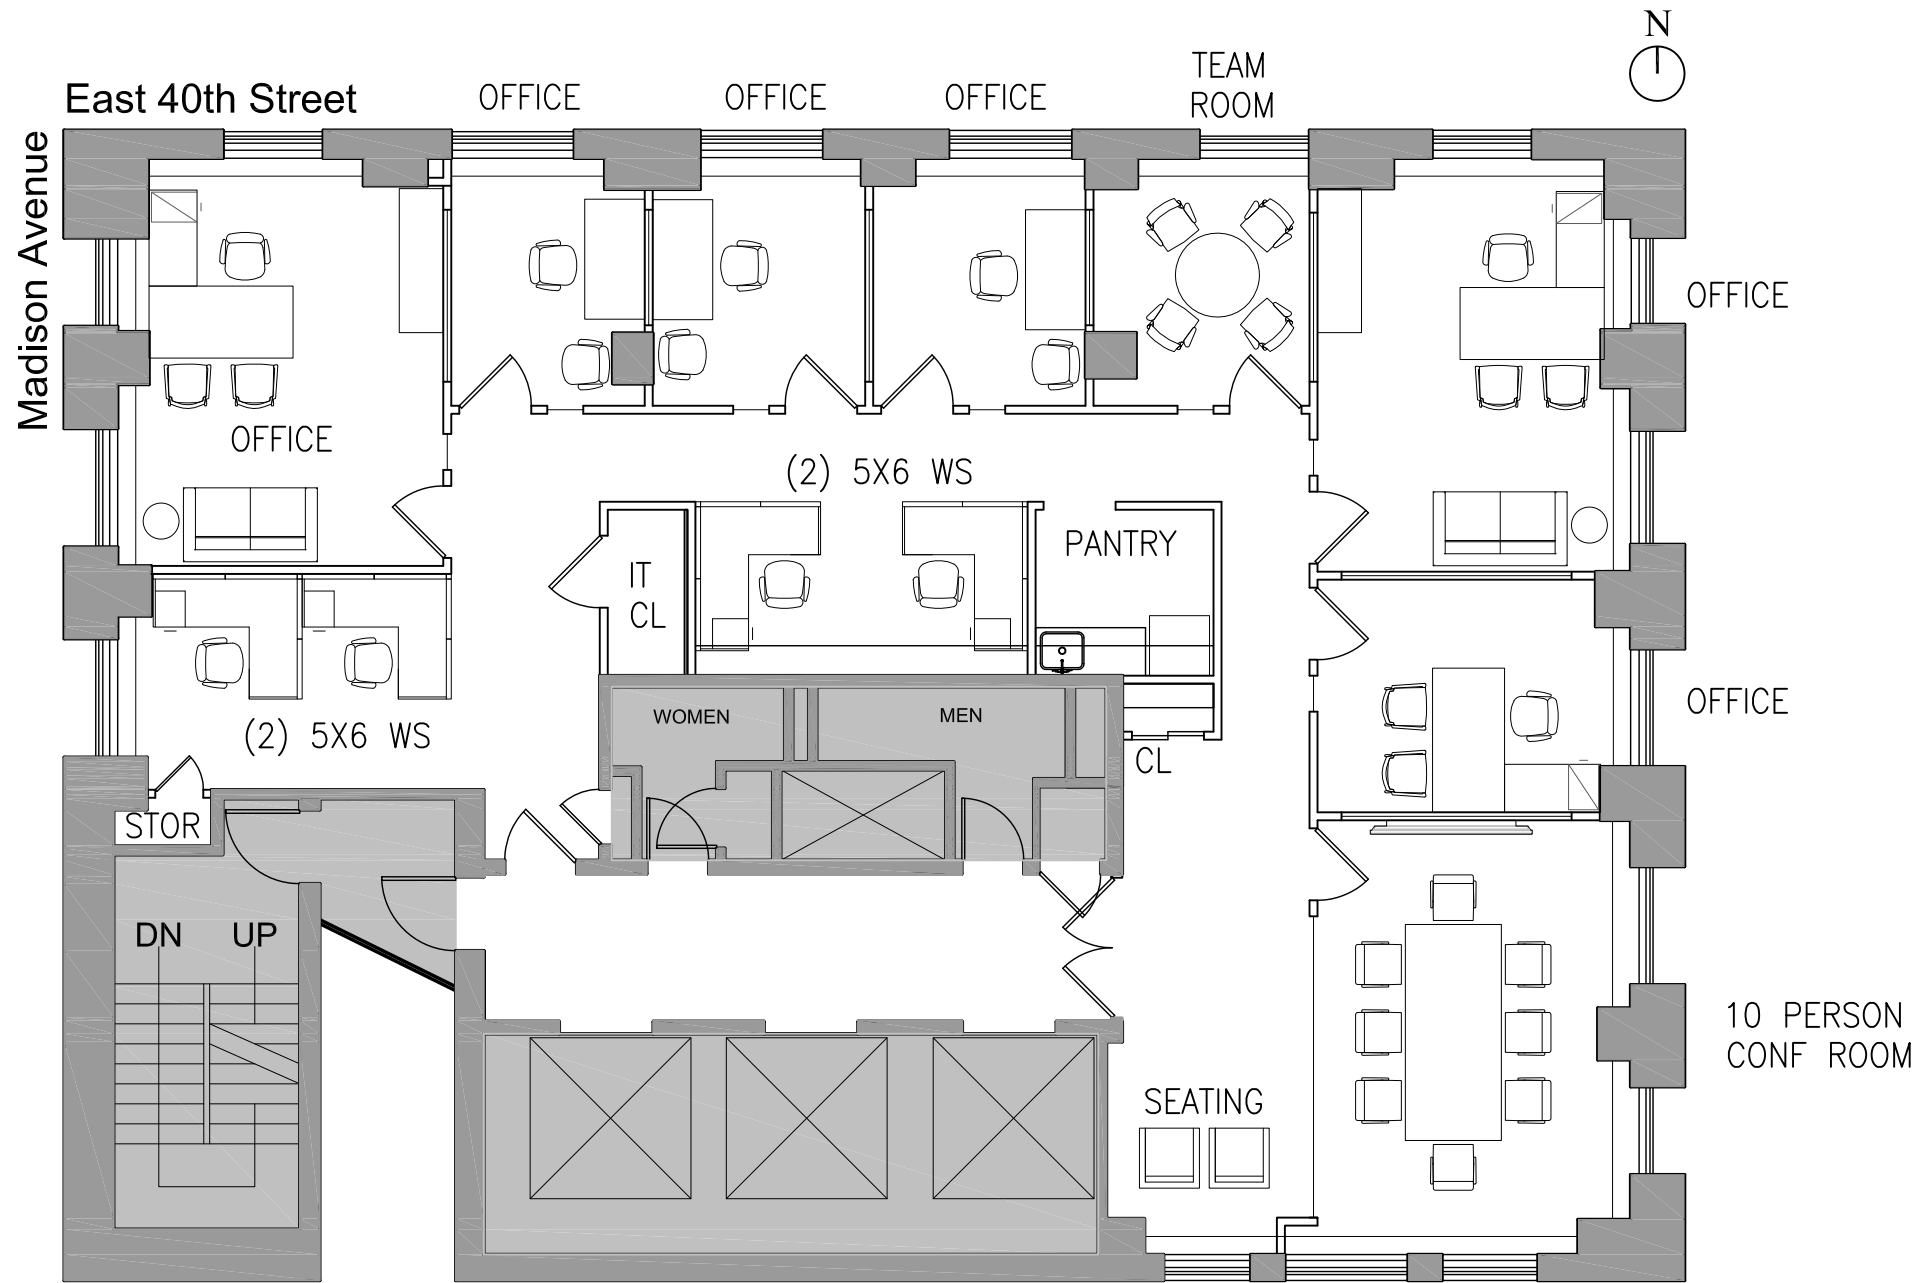 N
East 40th Street
OFFICE
OFFICE
OFFICE
TEAM
ROOM
Madison Avenue
OFFICE
OFFICE
(2) 5X6 WS
PANTRY
IT
CL
OFFICE
WOMEN
MEN
(2) 5X6 WS
CL
STOR
DN
UP
10 PERSON
CONF ROOM
SEATING